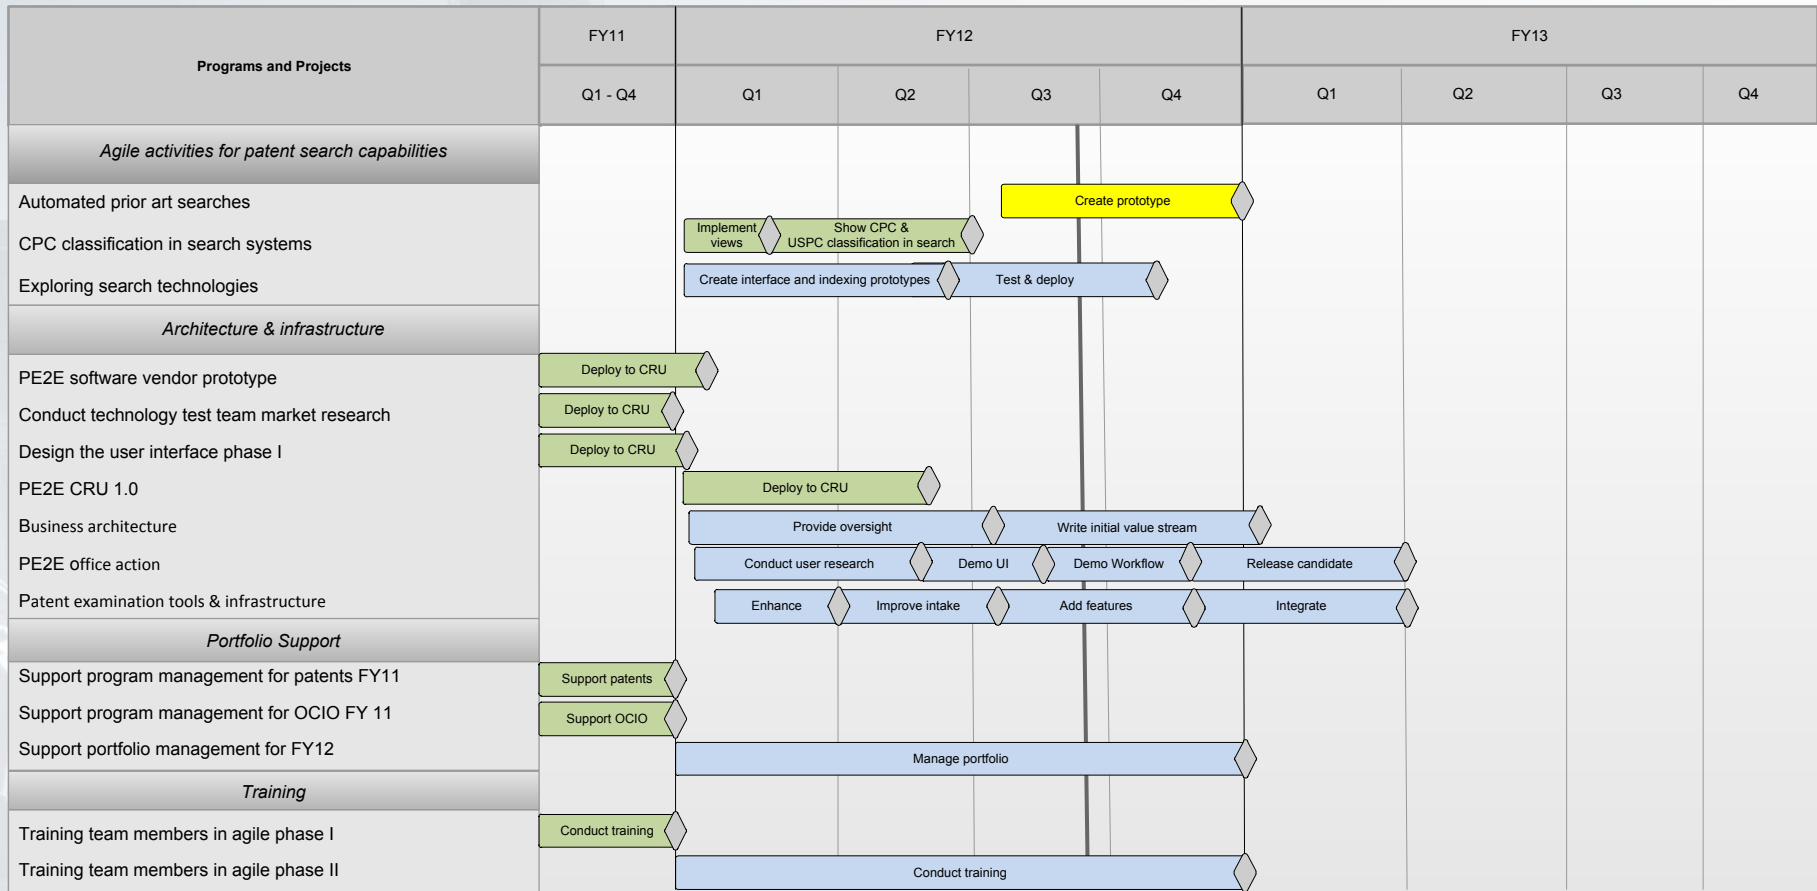 Programs and Projects
FY11
FY12
FY13
Q1 - Q4
Q1
Q2
Q3
Q4
Q1
Q2
Q3
Q4
Agile activities for patent search capabilities
Automated prior art searches
Create prototype
CPC classification in search systems
Implement
views
Show CPC &
USPC classification in search
Exploring search technologies
Create interface and indexing prototypes
Test & deploy
Architecture & infrastructure
PE2E software vendor prototype
Deploy to CRU
Conduct technology test team market research
Deploy to CRU
Design the user interface phase I
Deploy to CRU
PE2E CRU 1.0
Deploy to CRU
Business architecture
Provide oversight
Write initial value stream
PE2E office action
Conduct user research
Demo UI
Demo Workflow
Release candidate
Patent examination tools & infrastructure
Enhance
Improve intake
Add features
Integrate
Portfolio Support
Support program management for patents FY11
Support patents
Support program management for OCIO FY 11
Support OCIO
Support portfolio management for FY12
Manage portfolio
Training
Training team members in agile phase I
Conduct training
Training team members in agile phase II
Conduct training